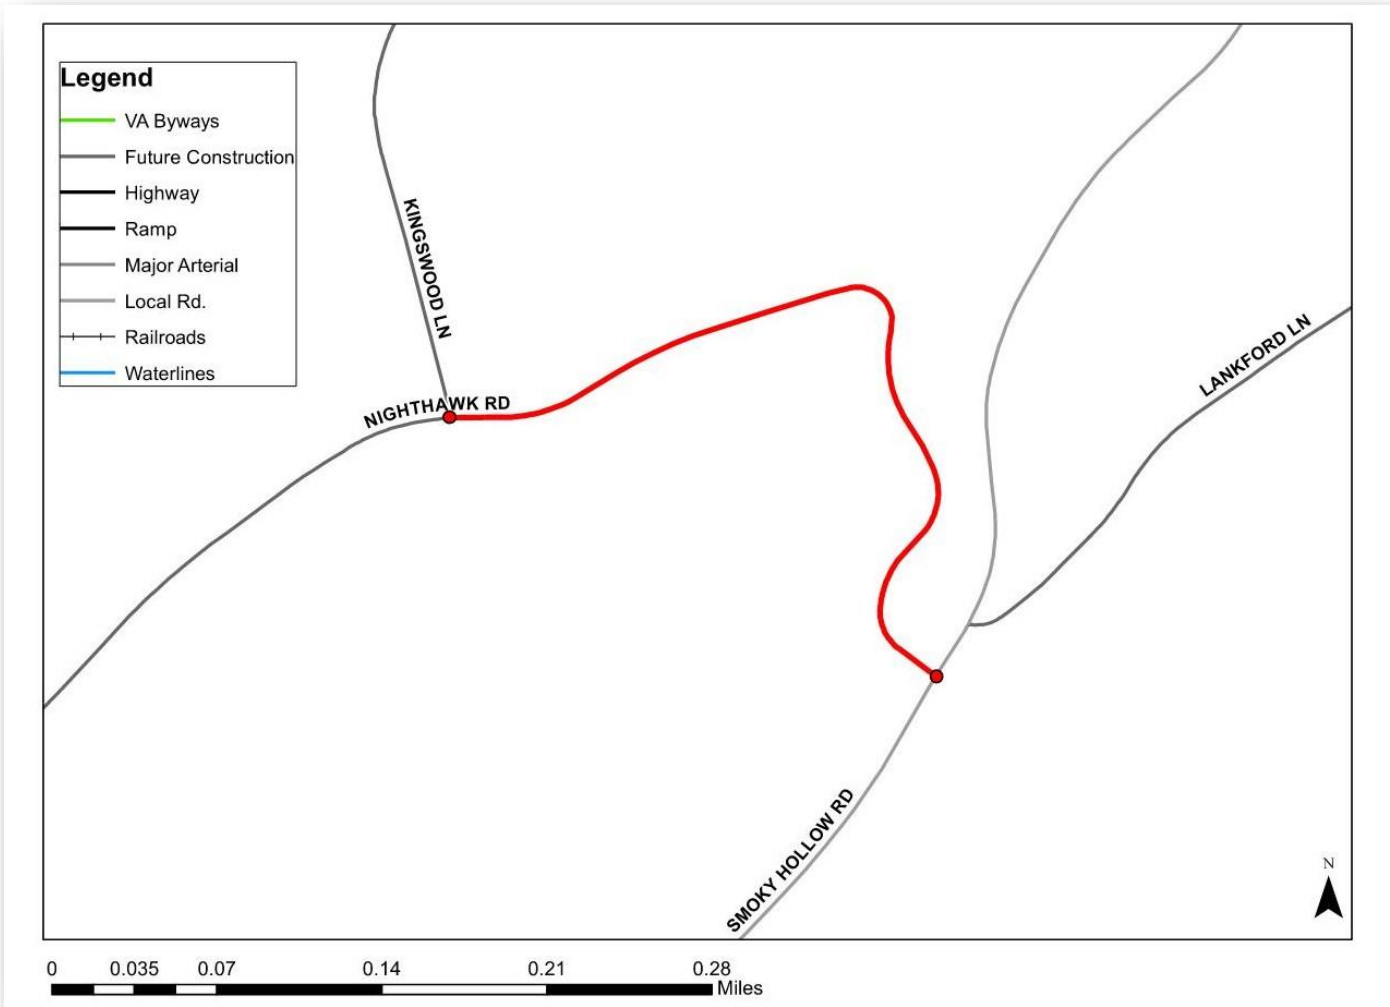 Legend
VA Byways
Future Construction
Highway
Ramp
Major Arterial
Local Rd.
Railroads
Waterlines
KINGSWOOD LN
NIGHTHAWK RD
LANKFORD LN
SMOKY HOLLOW RD
N
0 0.035 0.07 0.14 0.21 0.28
Miles